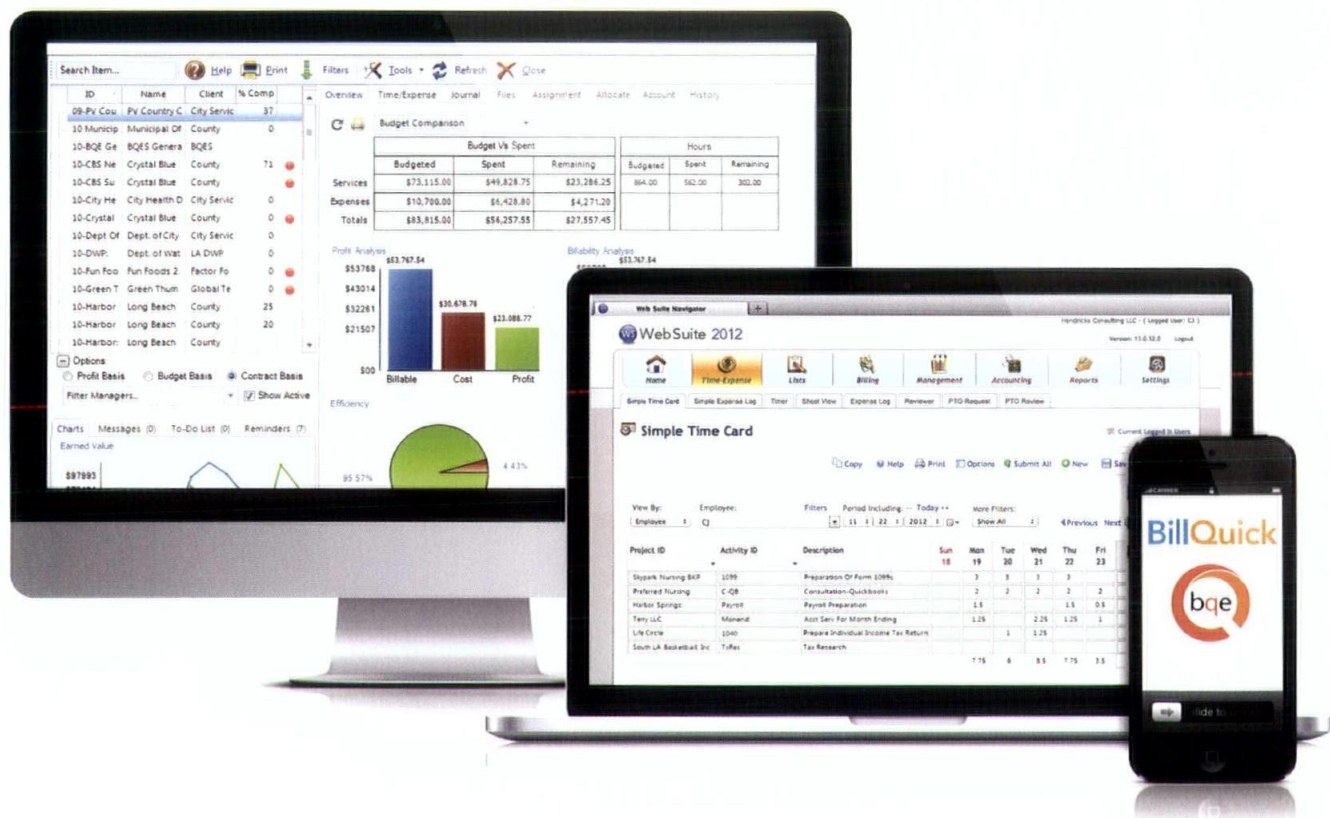 Search Item... Help Print Filters Tools Refresh Close
ID Name Client % Comp
09-PV Cou PV Country C City Servic 37
10 Municip Municipal Of County 0
10-BQE Ge BQES Genera BQES
10-CBS Ne Crystal Blue County 71
10-CBS Su Crystal Blue County
10-City He City Health D City Servic 0
10-Crystal Crystal Blue County 0
10-Dept Of Dept. of City City Servic 0
10-DWP: Dept. of Wat LA DWP 0
10-Fun Foo Fun Foods 2. Factor Fo 0
10-Green T Green Thum Global Te 0
10-Harbor Long Beach County 25
10-Harbor Long Beach County 20
10-Harbor: Long Beach County
Options
Profit Basis Budget Basis Contract Basis
Filter Managers... Show Active
Charts Messages (0) To-Do List (0) Reminders (7)
Earned Value
$97993
Overview Time/Expense Journal Files Assignment Allocate Account History
Budget Comparison
Budget Vs Spent Hours
Budgeted Spent Remaining Budgeted Spent Remaining
Services $73,115.00 $49,828.75 $23,286.25 864.00 562.00 302.00
Expenses $10,700.00 $6,428.80 $4,271.20
Totals $83,815.00 $56,257.55 $27,557.45
Profit Analysis
$53,767.54
$53768
$43014
$32261
$21507
$00
$30,678.76
$23,088.77
Billable Cost Profit
Billability Analysis
$53,767.54
Efficiency
95.57%
4.43%
Web Suite Navigator
WebSuite 2012
Hendricks Consulting LLC - ( Logged User: CJ )
Version: 13.0.52.0 Logout
Home Time-Expense Lists Billing Management Accounting Reports Settings
Simple Time Card Simple Expense Log Timer Sheet View Expense Log Reviewer PTO Request PTO Review
Simple Time Card
Current Logged In Users
Copy Help Print Options Submit All New
View By: Employee: Filters Period Including: -- Today -- More Filters:
Employee CJ 11 22 2012 Show All Previous Next
Project ID Activity ID Description Sun Mon Tue Wed Thu Fri
18 19 20 21 22 23
Skypark Nursing BKP 1099 Preparation Of Form 1099s 3 3 3 3
Preferred Nursing C-QB Consultation-Quickbooks 2 2 2 2 2
Harbor Springs Payroll Payroll Preparation 1.5 1.5 0.5
Terry LLC Monend Acct Serv For Month Ending 1.25 2.25 1.25 1
Life Circle 1040 Prepare Individual Income Tax Return 1 1.25
South LA Basketball Inc TxRes Tax Research
7.75 6 8.5 7.75 3.5
BillQuick
bqe